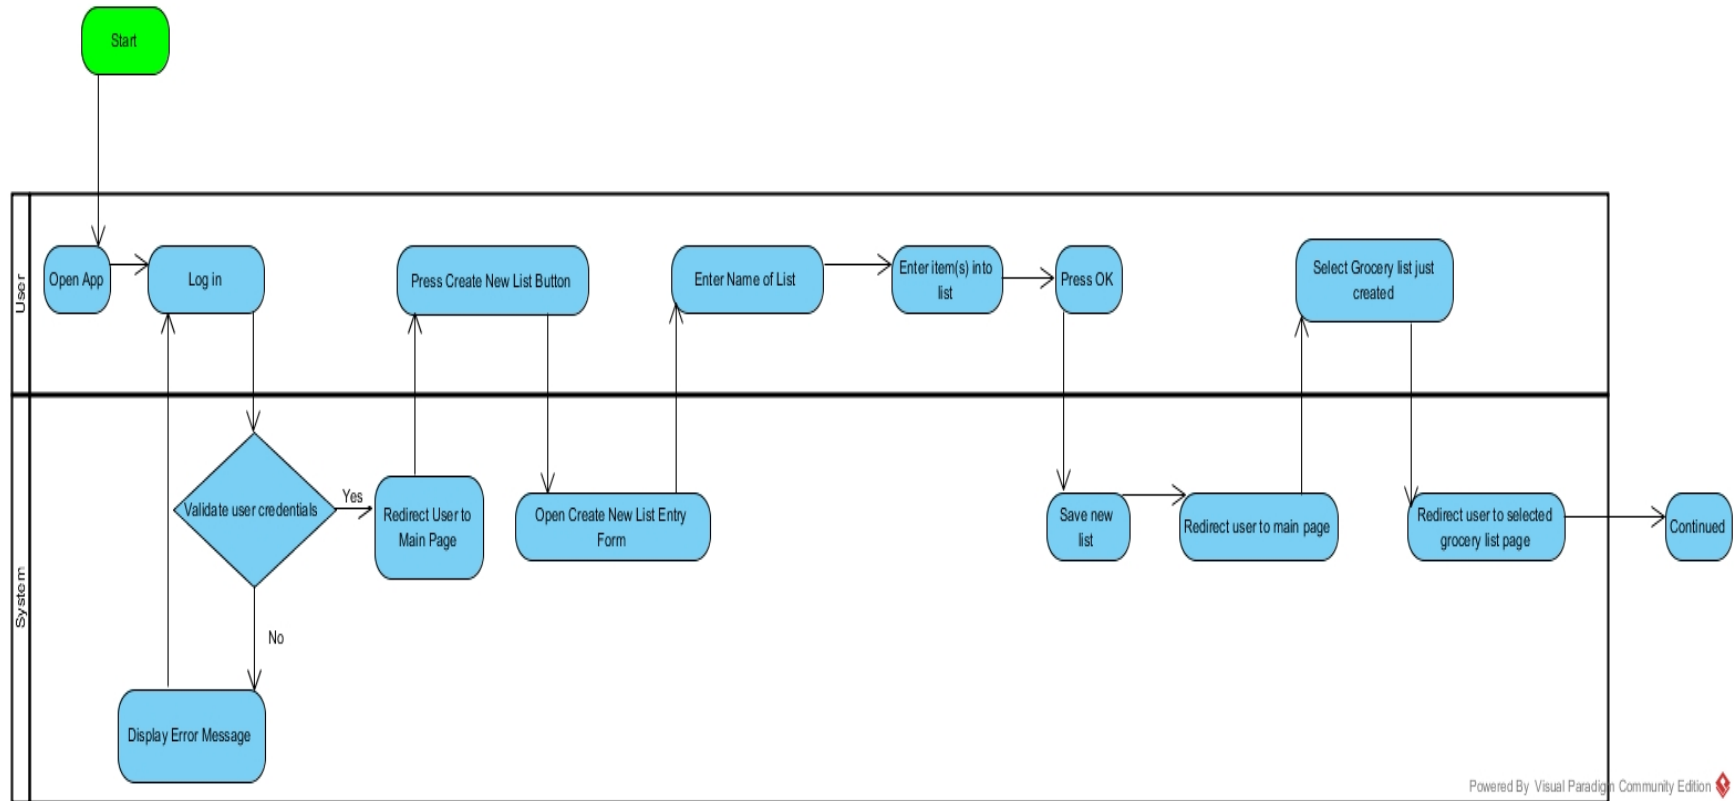 Start
User
Open App
Log in
Press Create New List Button
Enter Name of List
Enter item(s) into
list
Press OK
Select Grocery list just
created
System
Validate user credentials
Yes
No
Redirect User to
Main Page
Open Create New List Entry
Form
Save new
list
Redirect user to main page
Redirect user to selected
grocery list page
Continued
Display Error Message
Powered By Visual Paradigm Community Edition